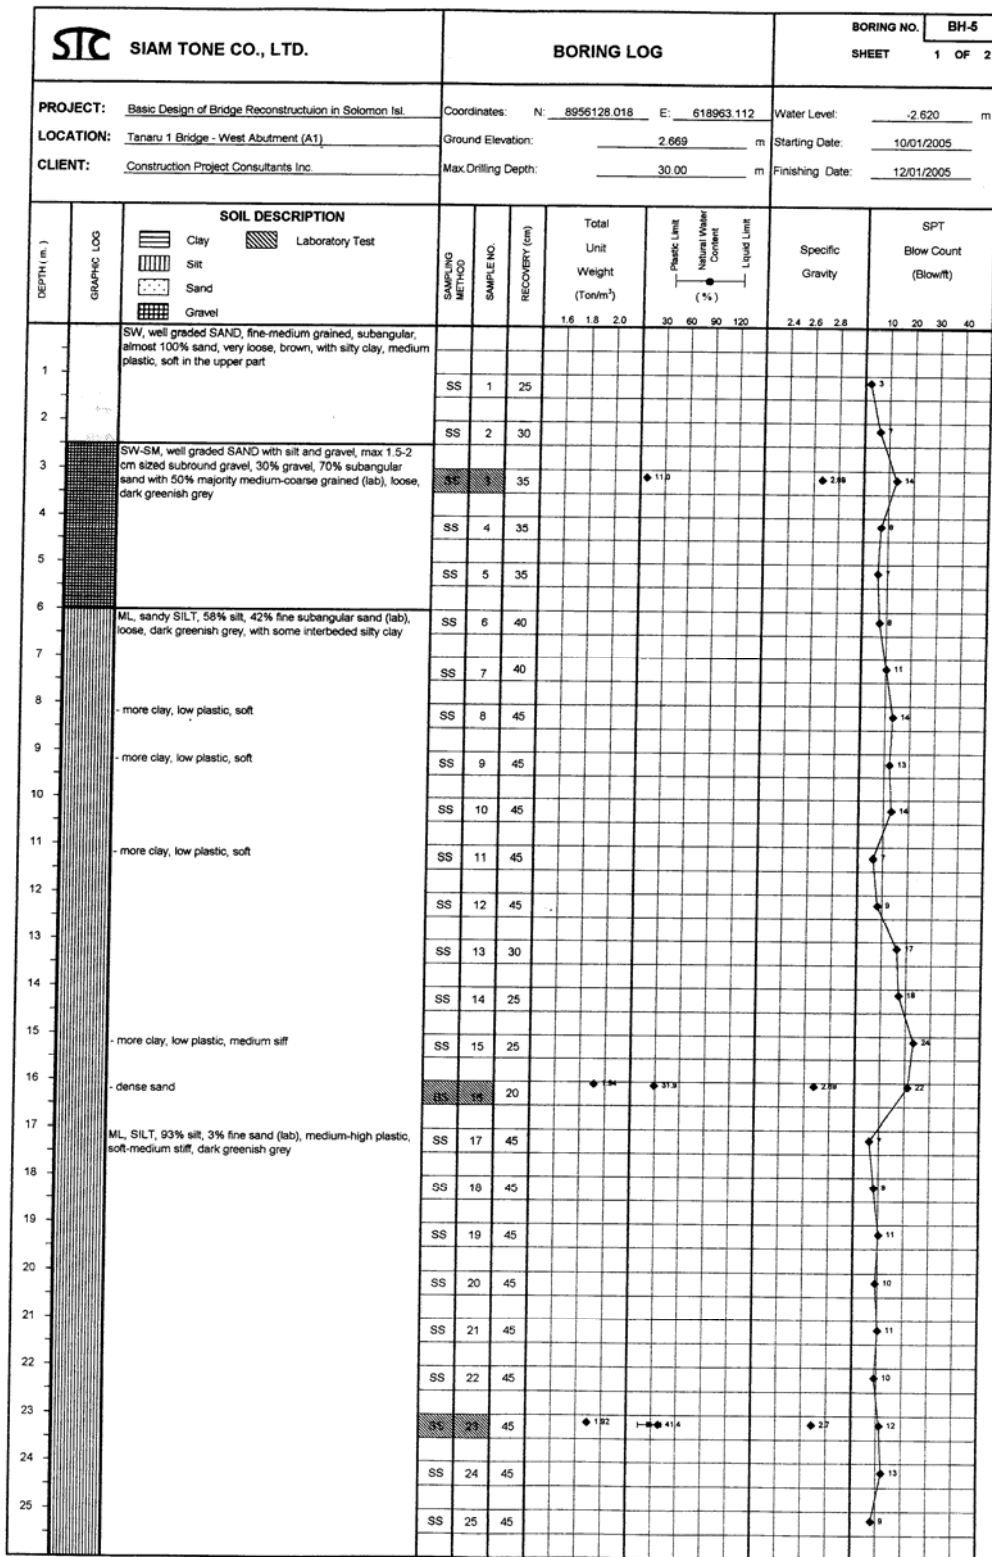 STC SIAM TONE CO., LTD.
BORING LOG
BORING NO. BH-5
SHEET 1 OF 2
PROJECT: Basic Design of Bridge Reconstructuion in Solomon Isl.
LOCATION: Tanaru 1 Bridge - West Abutment (A1)
CLIENT: Construction Project Consultants Inc.
Coordinates: N: 8956128.018 E: 618963.112
Ground Elevation: 2.669 m
Max.Drilling Depth: 30.00 m
Water Level: -2.620 m
Starting Date: 10/01/2005
Finishing Date: 12/01/2005
DEPTH ( m. )
GRAPHIC LOG
SOIL DESCRIPTION
Clay
Laboratory Test
Silt
Sand
Gravel
SAMPLING METHOD
SAMPLE NO.
RECOVERY (cm)
Total
Unit
Weight
(Ton/m³)
1.6 1.8 2.0
Plastic Limit
Natural Water Content
Liquid Limit
( % )
30 60 90 120
Specific
Gravity
2.4 2.6 2.8
SPT
Blow Count
(Blow/ft)
10 20 30 40
SW, well graded SAND, fine-medium grained, subangular,
almost 100% sand, very loose, brown, with silty clay, medium
plastic, soft in the upper part
1 SS 1 25 3
2 SS 2 30 7
SW-SM, well graded SAND with silt and gravel, max 1.5-2
cm sized subround gravel, 30% gravel, 70% subangular
sand with 50% majority medium-coarse grained (lab), loose,
dark greenish grey
3 SS 3 35 11.0 14
4 SS 4 35 8
5 SS 5 35 7
6 SS 6 40 8
ML, sandy SILT, 58% silt, 42% fine subangular sand (lab),
loose, dark greenish grey, with some interbeded silty clay
7 SS 7 40 11
8 - more clay, low plastic, soft SS 8 45 14
9 - more clay, low plastic, soft SS 9 45 13
10 SS 10 45 14
11 - more clay, low plastic, soft SS 11 45 7
12 SS 12 45 9
13 SS 13 30 17
14 SS 14 25 18
15 - more clay, low plastic, medium siff SS 15 25 24
16 - dense sand 16 20 1.94 31.9 2.69 22
17 ML, SILT, 93% silt, 3% fine sand (lab), medium-high plastic,
soft-medium stiff, dark greenish grey
SS 17 45 7
18 SS 18 45
19 SS 19 45 11
20 SS 20 45 10
21 SS 21 45 11
22 SS 22 45 10
23 SS 23 45 1.92 41.4 2.7 12
24 SS 24 45 13
25 SS 25 45 9